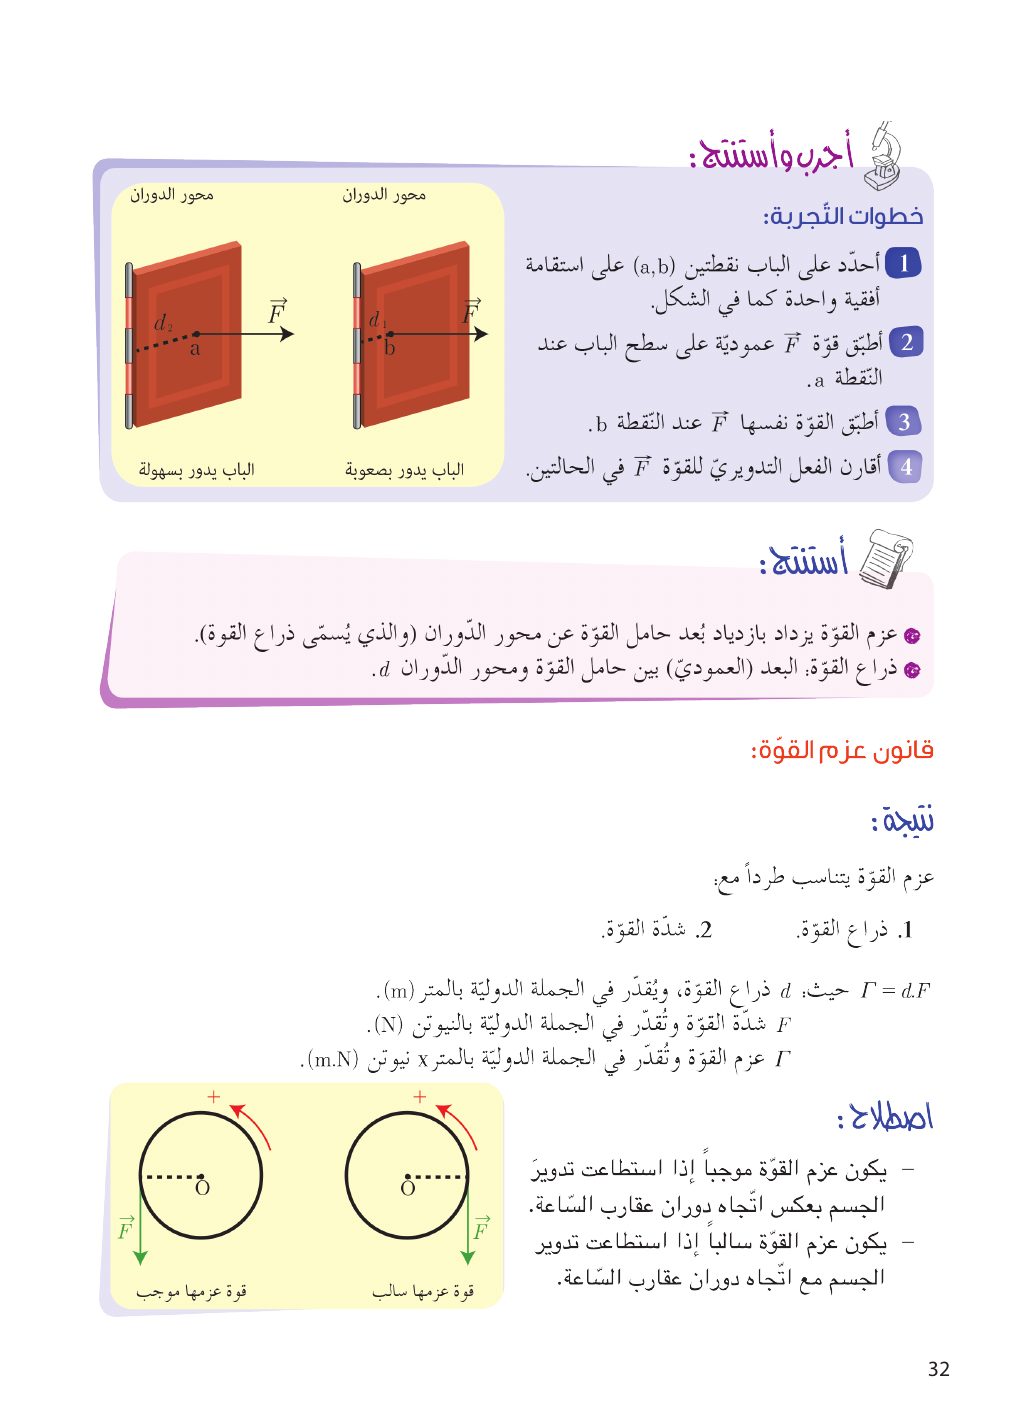 أجرب وأستنتج:
خطوات التّجربة:
1 أحدّد على الباب نقطتين (a,b) على استقامة
أفقية واحدة كما في الشكل.
2 أطبّق قوّة F⃗ عموديّة على سطح الباب عند
النّقطة a.
3 أطبّق القوّة نفسها F⃗ عند النّقطة b.
4 أقارن الفعل التدويريّ للقوّة F⃗ في الحالتين.
محور الدوران
محور الدوران
F⃗
d₁
b
F⃗
d₂
a
الباب يدور بصعوبة
الباب يدور بسهولة
أستنتج:
عزم القوّة يزداد بازدياد بُعد حامل القوّة عن محور الدّوران (والذي يُسمّى ذراع القوة).
ذراع القوّة: البعد (العموديّ) بين حامل القوّة ومحور الدّوران d.
قانون عزم القوّة:
نتيجة:
عزم القوّة يتناسب طرداً مع:
1. ذراع القوّة. 2. شدّة القوّة.
Γ = d.F حيث: d ذراع القوّة، ويُقدّر في الجملة الدوليّة بالمتر (m).
F شدّة القوّة وتُقدّر في الجملة الدوليّة بالنيوتن (N).
Γ عزم القوّة وتُقدّر في الجملة الدوليّة بالمتر x نيوتن (m.N).
اصطلاح:
– يكون عزم القوّة موجباً إذا استطاعت تدويرَ
الجسم بعكس اتّجاه دوران عقارب السّاعة.
– يكون عزم القوّة سالباً إذا استطاعت تدوير
الجسم مع اتّجاه دوران عقارب السّاعة.
+
O
F⃗
قوة عزمها سالب
+
O
F⃗
قوة عزمها موجب
32